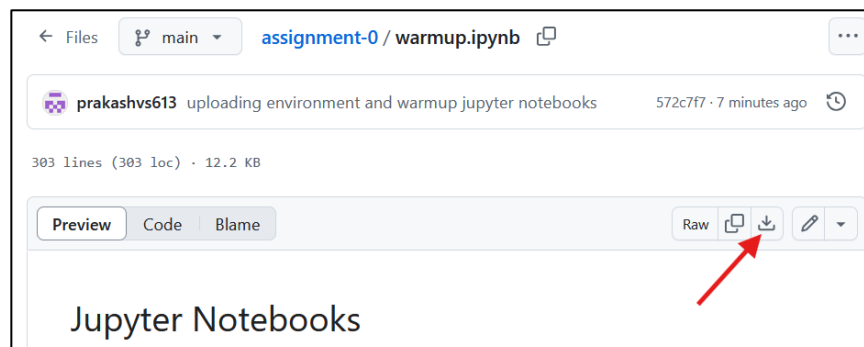 Files main assignment-0 / warmup.ipynb
prakashvs613 uploading environment and warmup jupyter notebooks 572c7f7 · 7 minutes ago
303 lines (303 loc) · 12.2 KB
Preview Code Blame Raw
Jupyter Notebooks